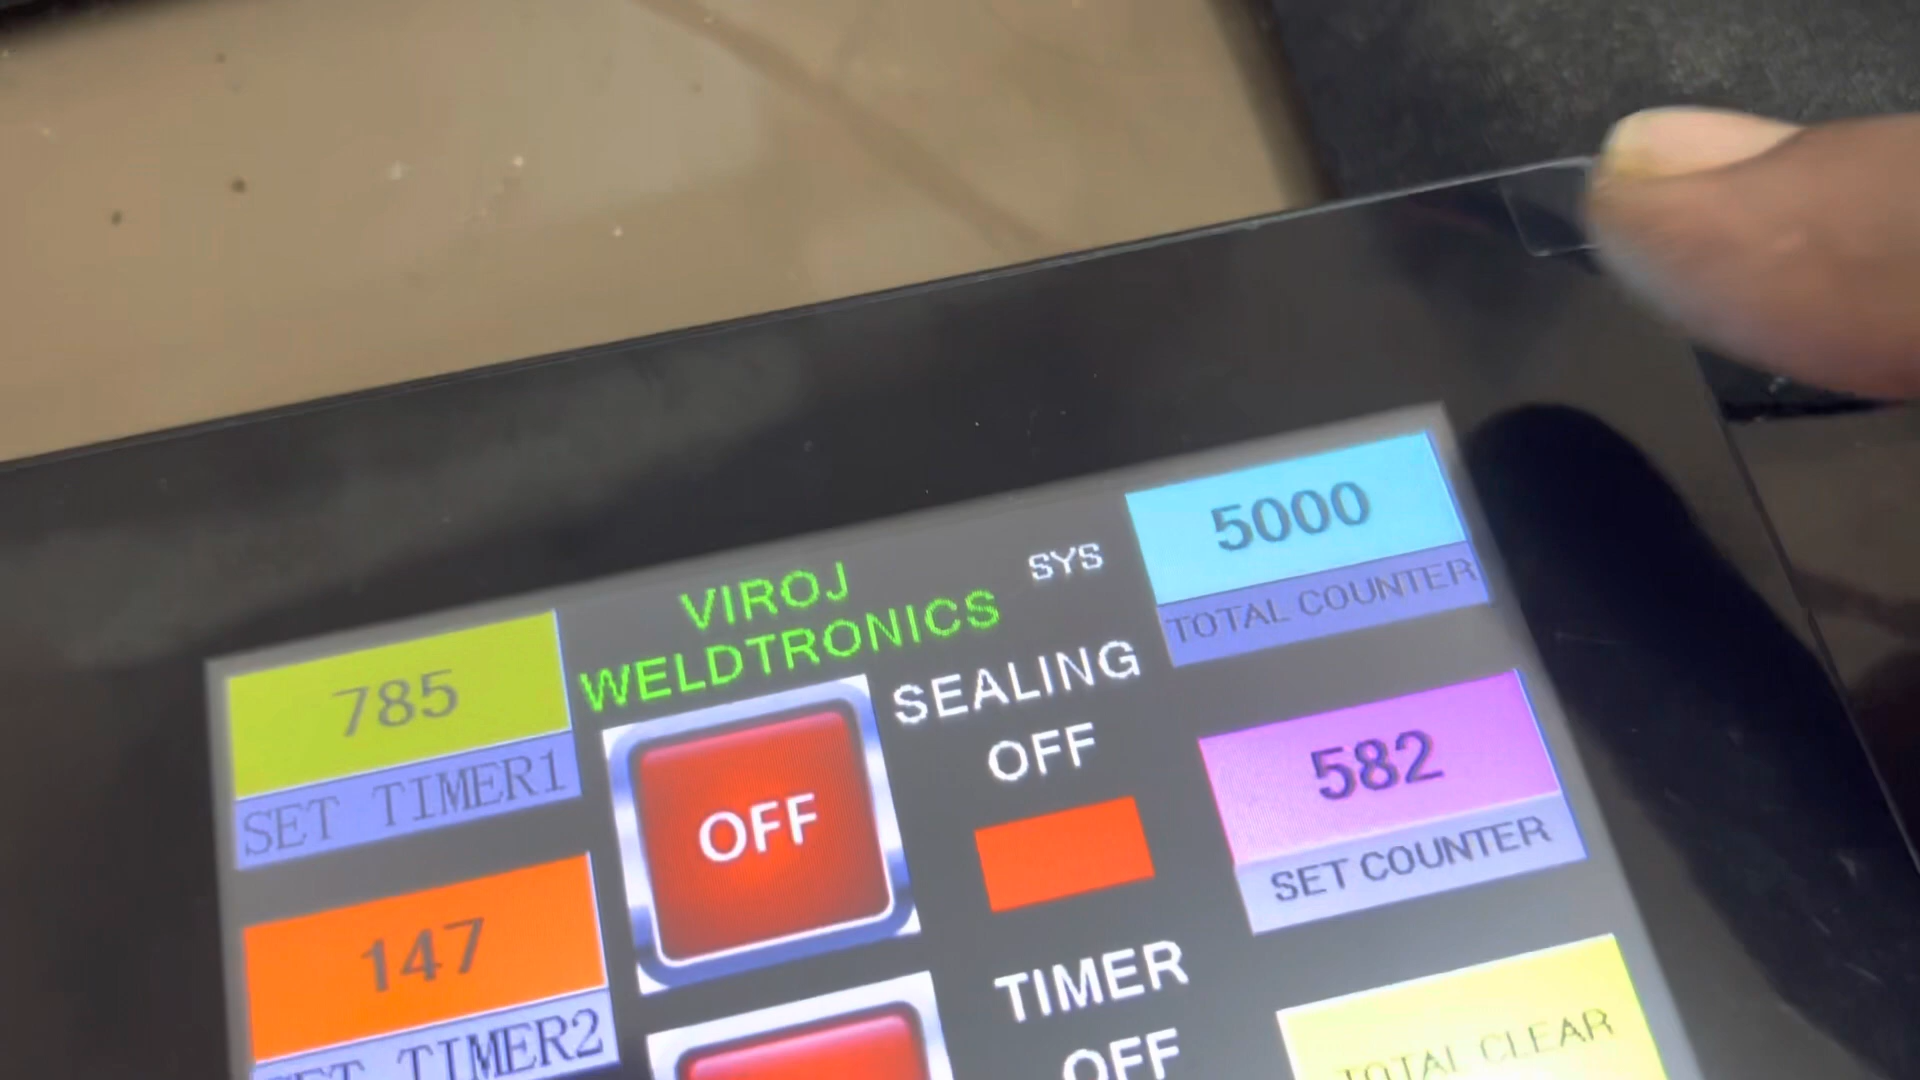 VIROJ
WELDTRONICS
SYS
5000
TOTAL COUNTER
785
SET TIMER1
OFF
SEALING
OFF
582
SET COUNTER
147
SET TIMER2
TIMER
OFF
TOTAL CLEAR